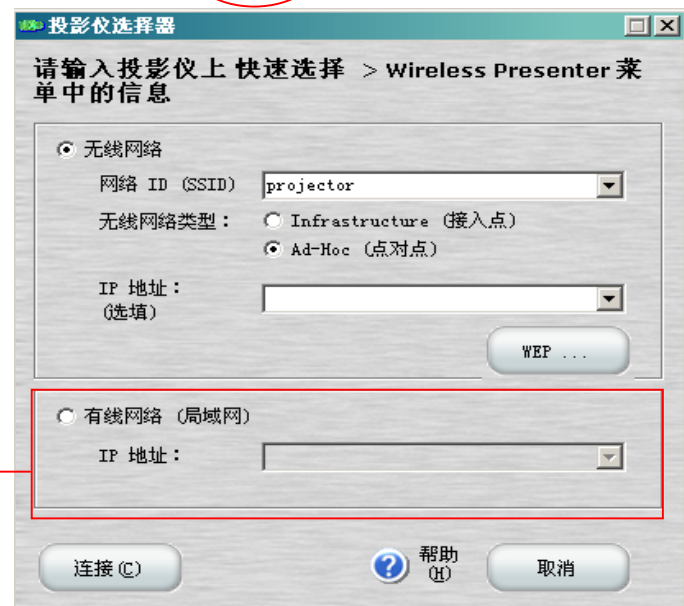 投影仪选择器
请输入投影仪上 快速选择 > Wireless Presenter 菜
单中的信息
无线网络
网络 ID (SSID) projector
无线网络类型： Infrastructure (接入点)
Ad-Hoc (点对点)
IP 地址：
(选填)
WEP ...
有线网络 (局域网)
IP 地址：
连接(C) 帮助(H) 取消